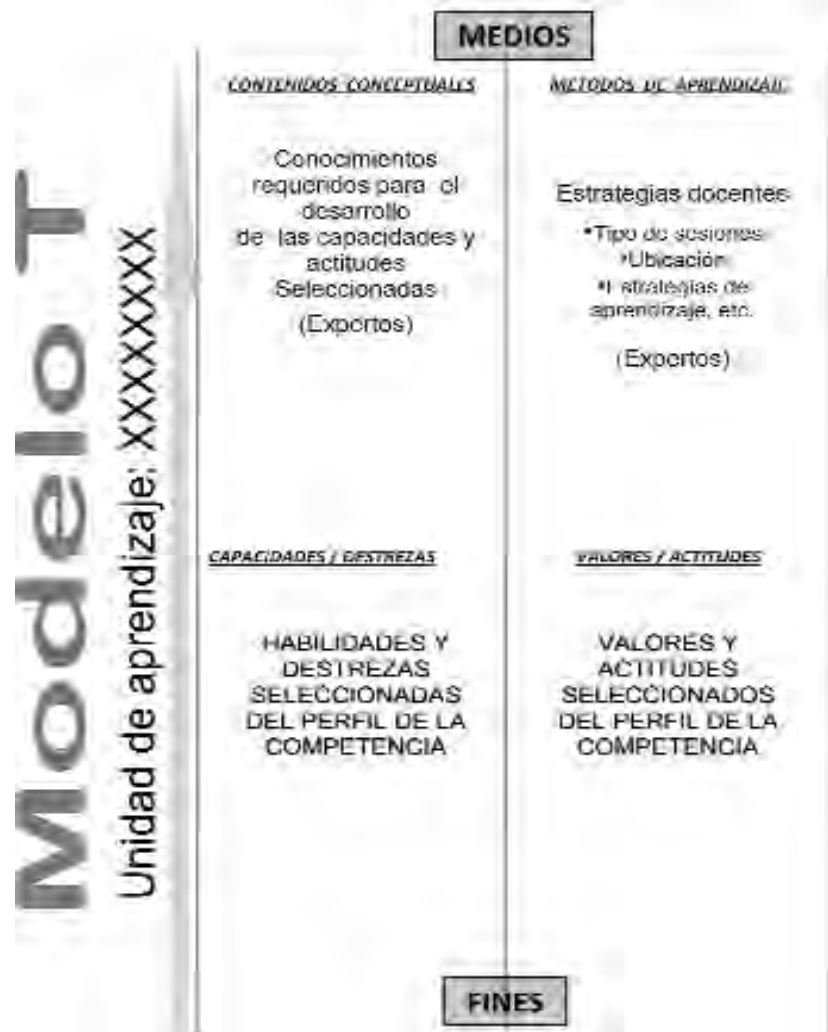 Modelo T
Unidad de aprendizaje: XXXXXXXX
MEDIOS
CONTENIDOS CONCEPTUALES
Conocimientos
requeridos para el
desarrollo
de las capacidades y
actitudes
Seleccionadas
(Expertos)
METODOS DE APRENDIZAJE
Estrategias docentes
•Tipo de sesiones
•Ubicación
•Estrategias de
aprendizaje, etc.
(Expertos)
CAPACIDADES / DESTREZAS
HABILIDADES Y
DESTREZAS
SELECCIONADAS
DEL PERFIL DE LA
COMPETENCIA
VALORES / ACTITUDES
VALORES Y
ACTITUDES
SELECCIONADOS
DEL PERFIL DE LA
COMPETENCIA
FINES